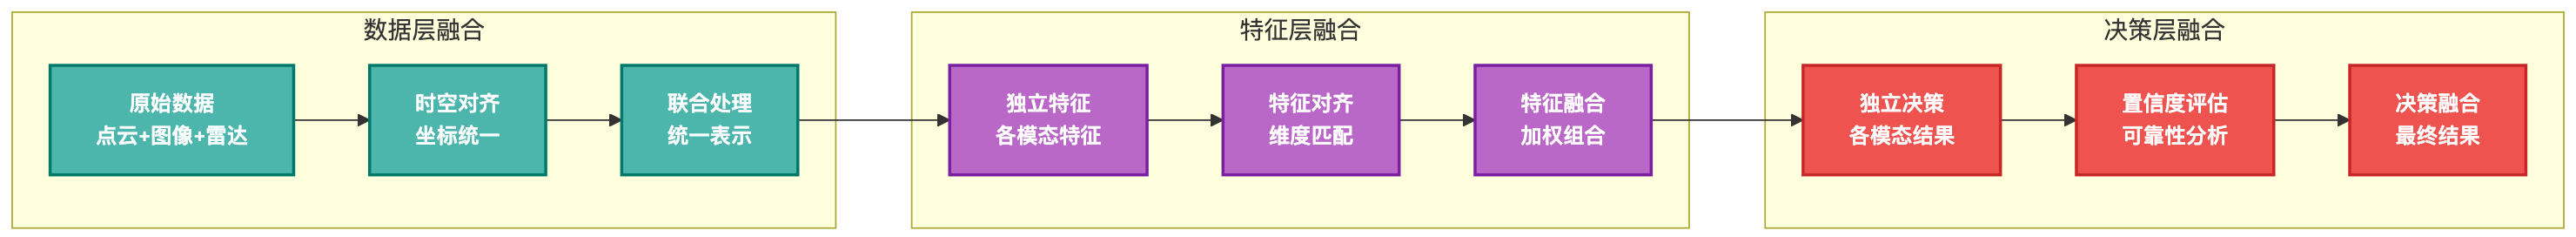 数据层融合
原始数据
点云+图像+雷达
时空对齐
坐标统一
联合处理
统一表示
特征层融合
独立特征
各模态特征
特征对齐
维度匹配
特征融合
加权组合
决策层融合
独立决策
各模态结果
置信度评估
可靠性分析
决策融合
最终结果